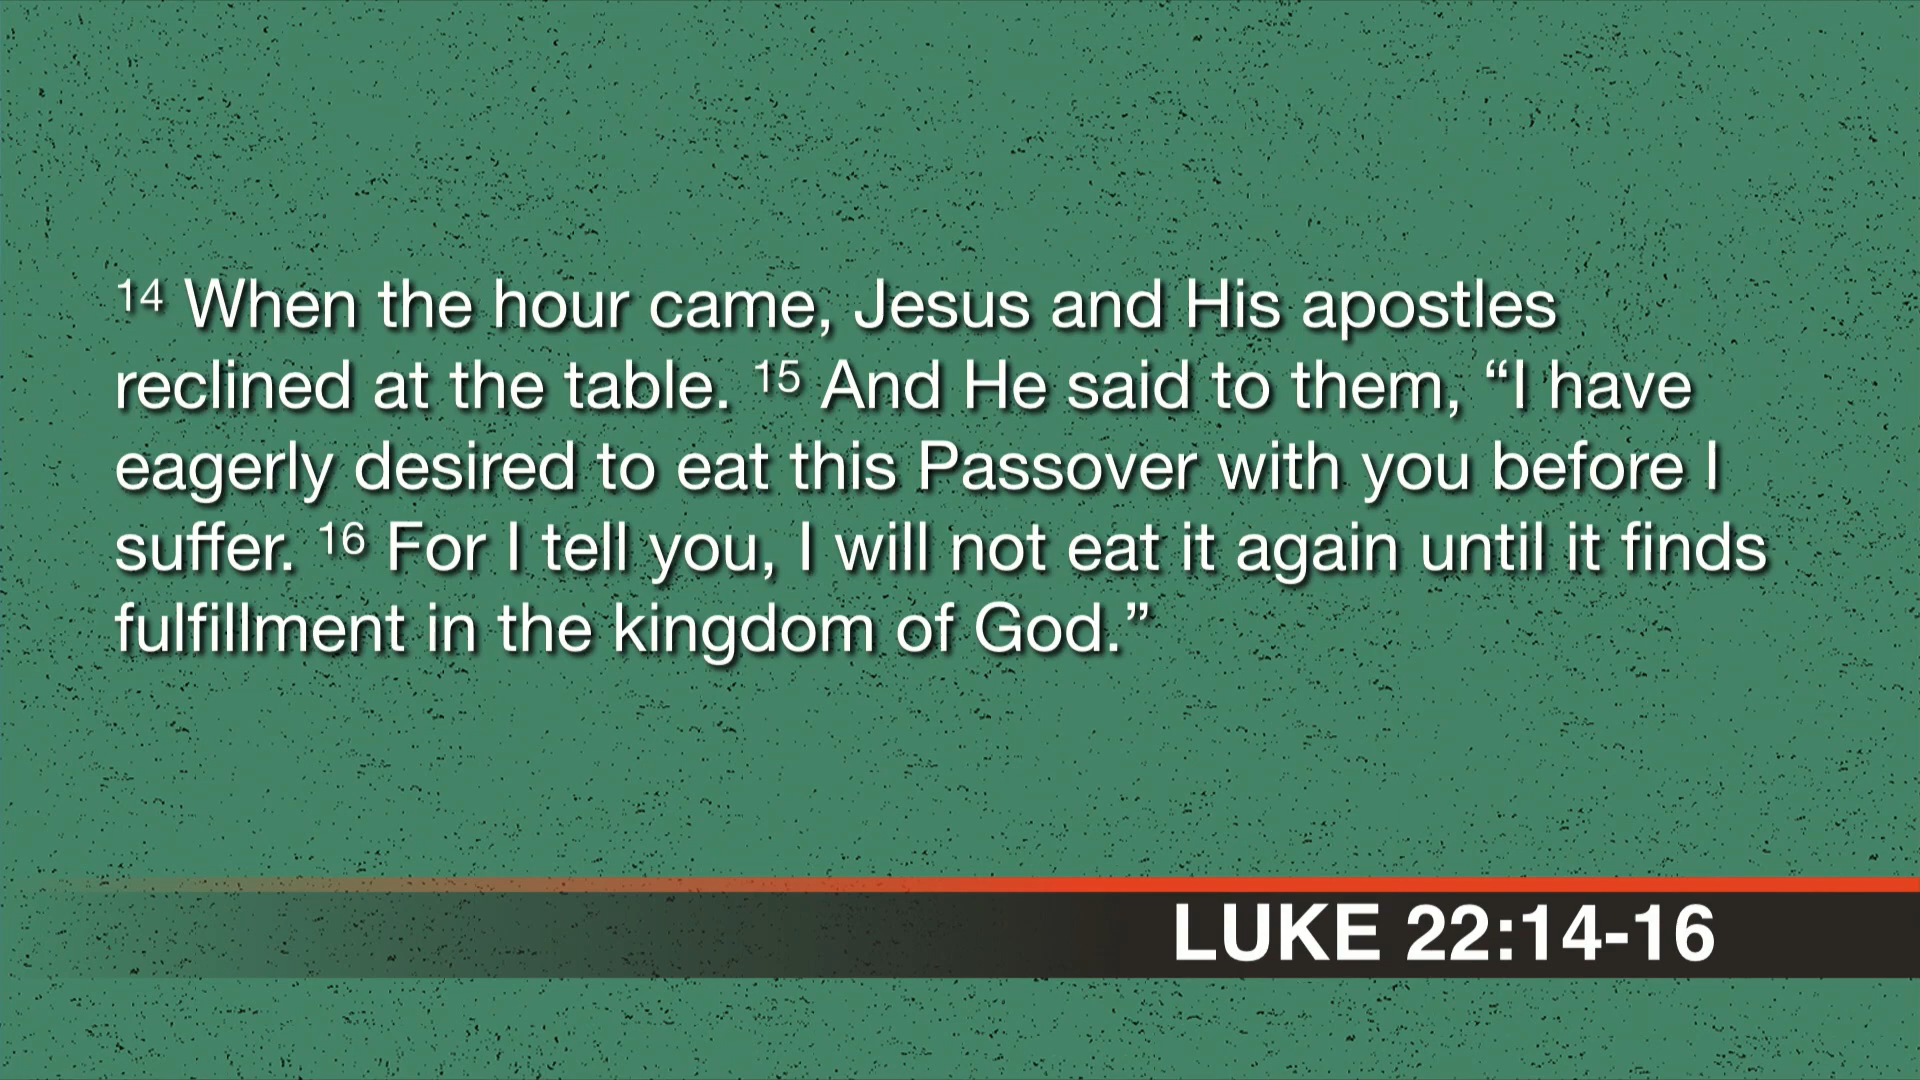 14 When the hour came, Jesus and His apostles
reclined at the table. 15 And He said to them, “I have
eagerly desired to eat this Passover with you before I
suffer. 16 For I tell you, I will not eat it again until it finds
fulfillment in the kingdom of God.”
LUKE 22:14-16